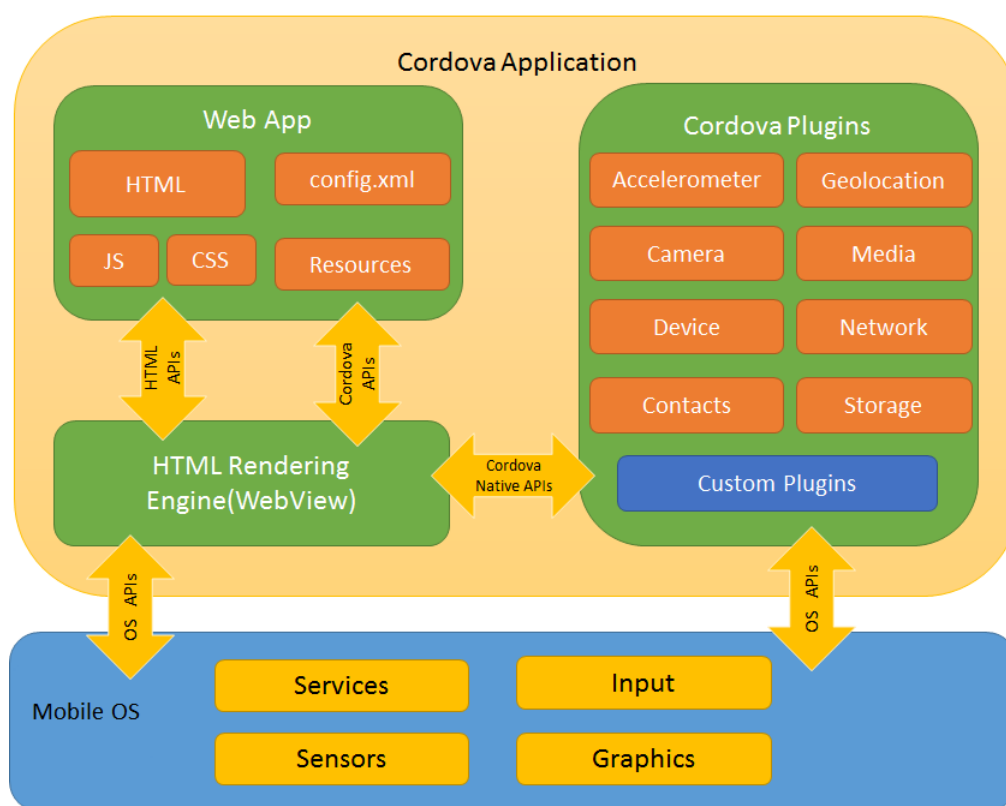 Cordova Application
Web App
HTML
config.xml
JS
CSS
Resources
HTML
APIs
Cordova
APIs
HTML Rendering
Engine(WebView)
Cordova
Native APIs
Cordova Plugins
Accelerometer
Geolocation
Camera
Media
Device
Network
Contacts
Storage
Custom Plugins
OS APIs
OS APIs
Mobile OS
Services
Input
Sensors
Graphics